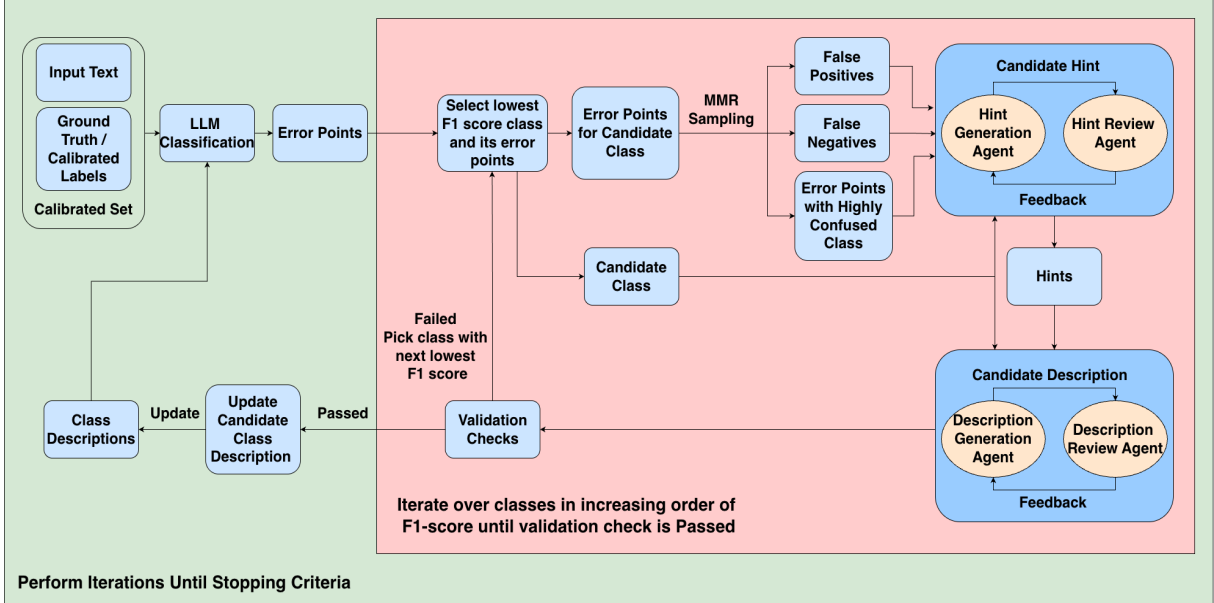 Input Text
Ground
Truth /
Calibrated
Labels
Calibrated Set
LLM
Classification
Error Points
Select lowest
F1 score class
and its error
points
Error Points
for Candidate
Class
MMR
Sampling
False
Positives
False
Negatives
Error Points
with Highly
Confused
Class
Candidate Hint
Hint
Generation
Agent
Hint Review
Agent
Feedback
Candidate
Class
Hints
Failed
Pick class with
next lowest
F1 score
Candidate Description
Description
Generation
Agent
Description
Review Agent
Feedback
Validation
Checks
Passed
Update
Candidate
Class
Description
Update
Class
Descriptions
Iterate over classes in increasing order of
F1-score until validation check is Passed
Perform Iterations Until Stopping Criteria